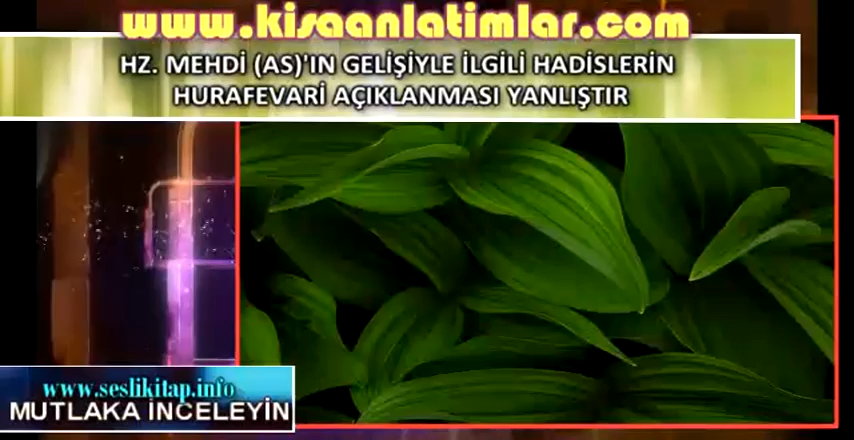 www.kisaanlatimlar.com
HZ. MEHDİ (AS)'IN GELİŞİYLE İLGİLİ HADİSLERİN
HURAFEVARİ AÇIKLANMASI YANLIŞTIR
www.seslikitap.info
MUTLAKA İNCELEYİN